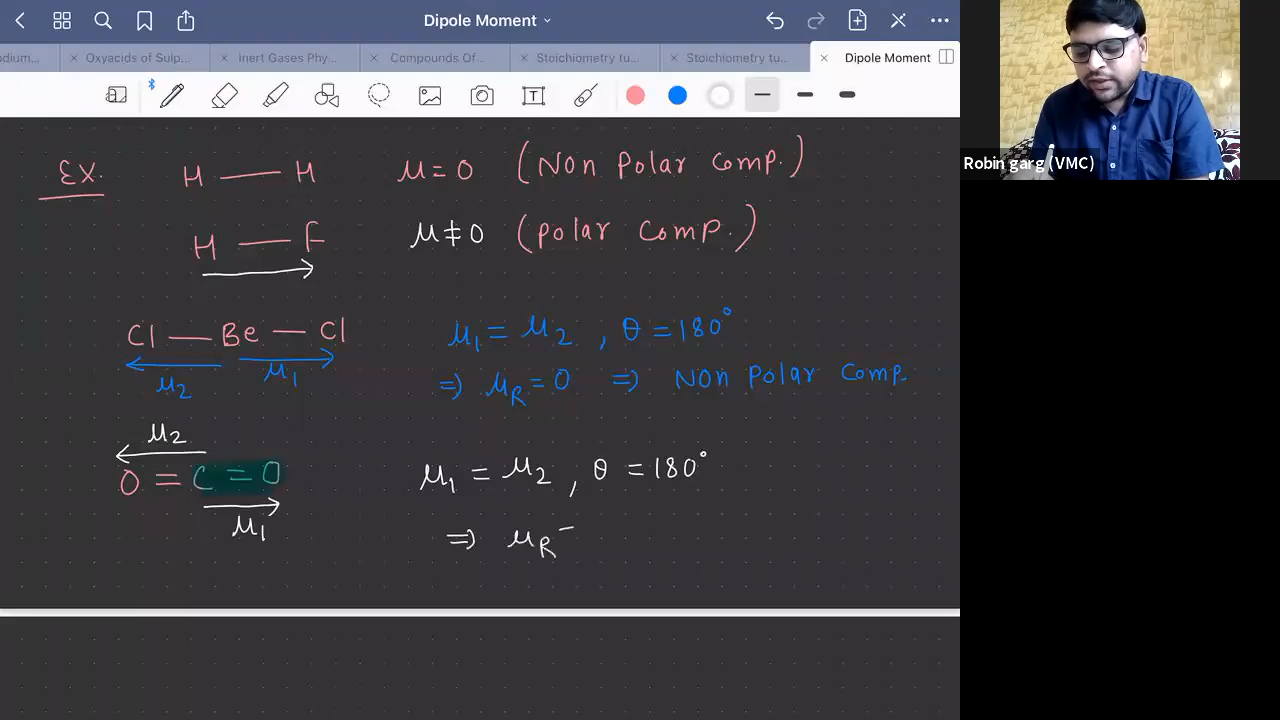 Dipole Moment
Oxyacids of Sulp...
Inert Gases Phy...
Compounds Of...
Stoichiometry tu...
Stoichiometry tu...
Dipole Moment
T
Robin garg (VMC)
EX.
H — H μ = 0 (Non Polar Comp.)
H — F μ ≠ 0 (Polar Comp.)
Cl — Be — Cl μ1 = μ2 , θ = 180°
μ2 μ1
⇒ μR = 0 ⇒ Non Polar Comp.
μ2
O = C = O μ1 = μ2 , θ = 180°
μ1
⇒ μR –